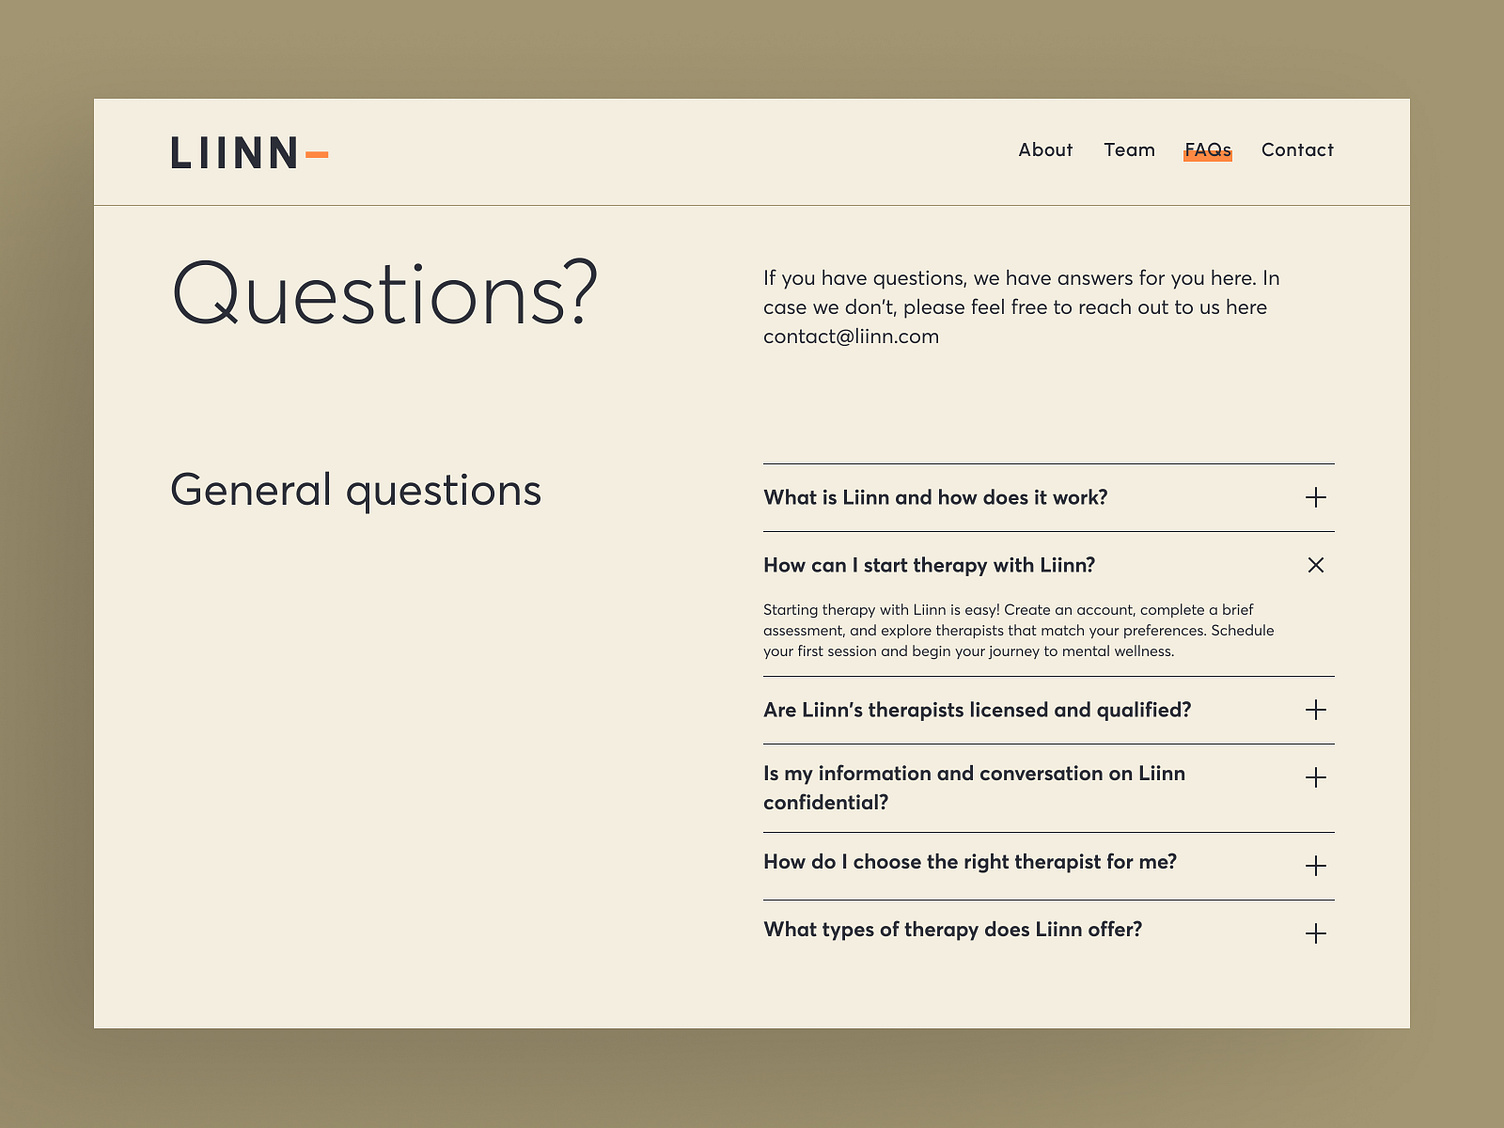 LIINN–
About Team FAQs Contact
Questions?
If you have questions, we have answers for you here. In
case we don't, please feel free to reach out to us here
contact@liinn.com
General questions
What is Liinn and how does it work?
How can I start therapy with Liinn?
Starting therapy with Liinn is easy! Create an account, complete a brief
assessment, and explore therapists that match your preferences. Schedule
your first session and begin your journey to mental wellness.
Are Liinn's therapists licensed and qualified?
Is my information and conversation on Liinn
confidential?
How do I choose the right therapist for me?
What types of therapy does Liinn offer?